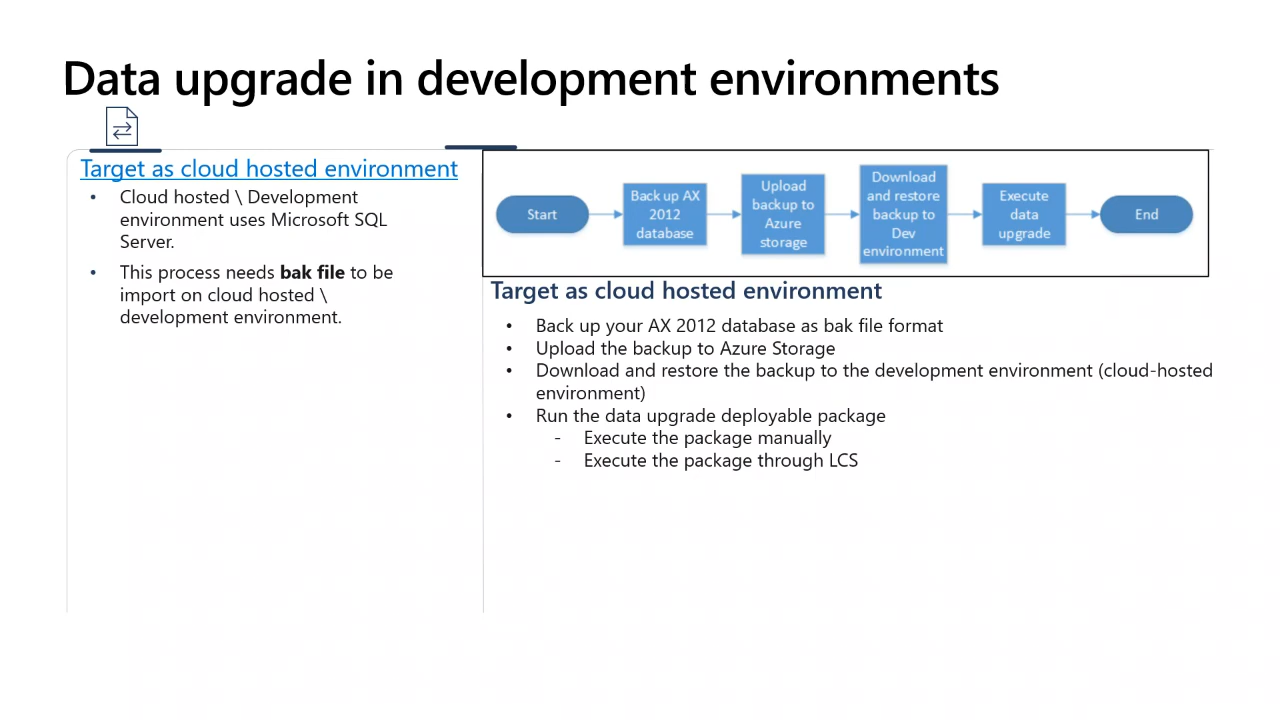 Data upgrade in development environments
Target as cloud hosted environment
• Cloud hosted \ Development
environment uses Microsoft SQL
Server.
• This process needs bak file to be
import on cloud hosted \
development environment.
Start
Back up AX
2012
database
Upload
backup to
Azure
storage
Download
and restore
backup to
Dev
environment
Execute
data
upgrade
End
Target as cloud hosted environment
• Back up your AX 2012 database as bak file format
• Upload the backup to Azure Storage
• Download and restore the backup to the development environment (cloud-hosted
environment)
• Run the data upgrade deployable package
- Execute the package manually
- Execute the package through LCS